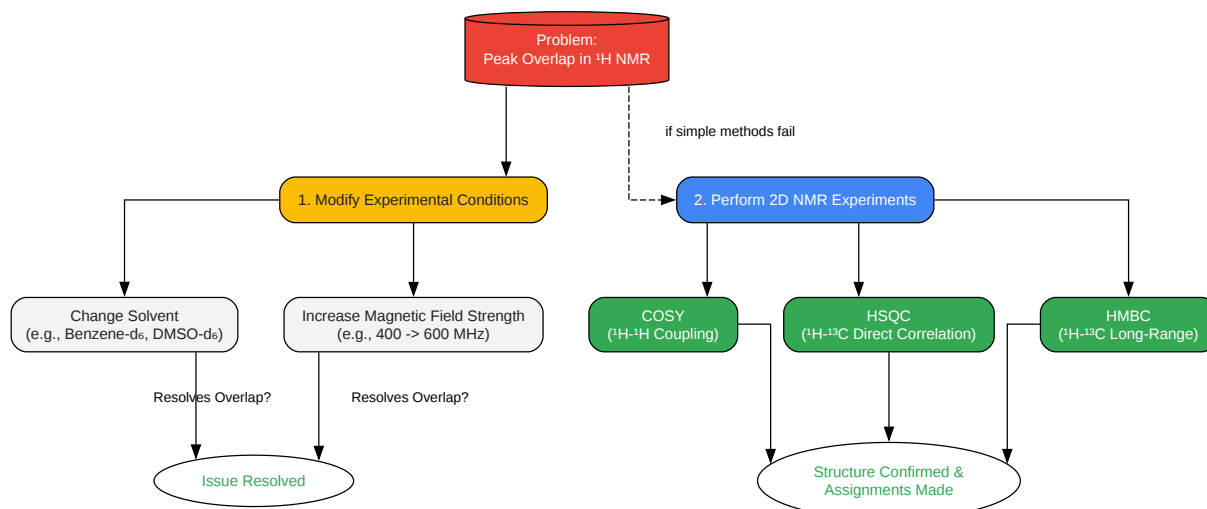 Problem:
Peak Overlap in ¹H NMR
if simple methods fail
1. Modify Experimental Conditions
2. Perform 2D NMR Experiments
Change Solvent
(e.g., Benzene-d₆, DMSO-d₆)
Increase Magnetic Field Strength
(e.g., 400 -> 600 MHz)
COSY
(¹H-¹H Coupling)
HSQC
(¹H-¹³C Direct Correlation)
HMBC
(¹H-¹³C Long-Range)
Resolves Overlap?
Resolves Overlap?
Issue Resolved
Structure Confirmed &
Assignments Made